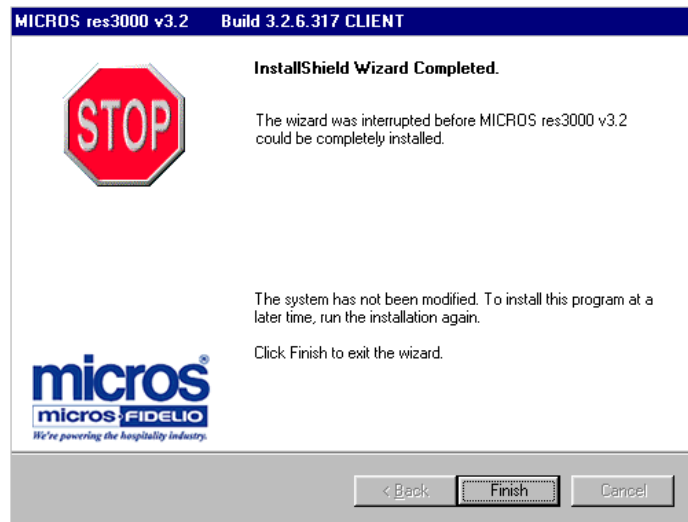 MICROS res3000 v3.2 Build 3.2.6.317 CLIENT
STOP
InstallShield Wizard Completed.
The wizard was interrupted before MICROS res3000 v3.2
could be completely installed.
The system has not been modified. To install this program at a
later time, run the installation again.
Click Finish to exit the wizard.
micros®
micros FIDELIO
We're powering the hospitality industry.
< Back
Finish
Cancel